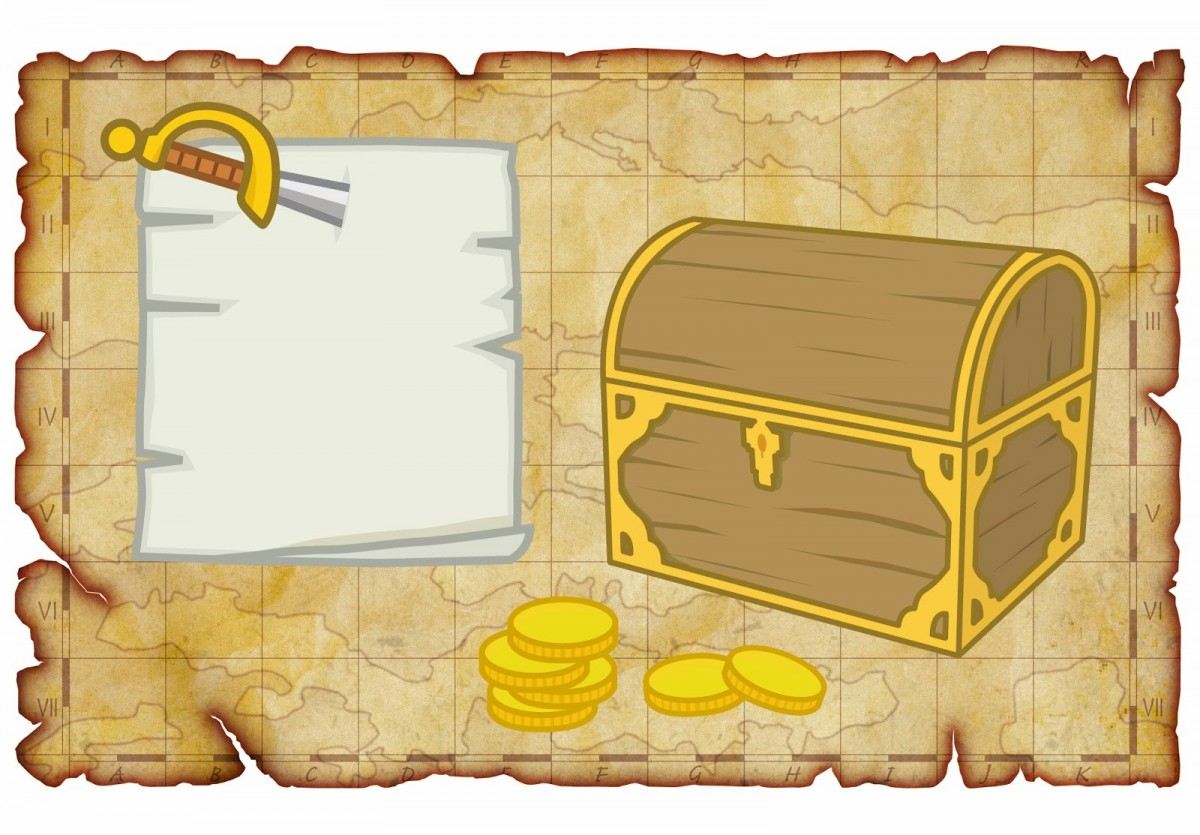 A B C D E F G H I J K
I I
II II
III III
IV IV
V V
VI VI
VII VII
A B C D E F G H I J K